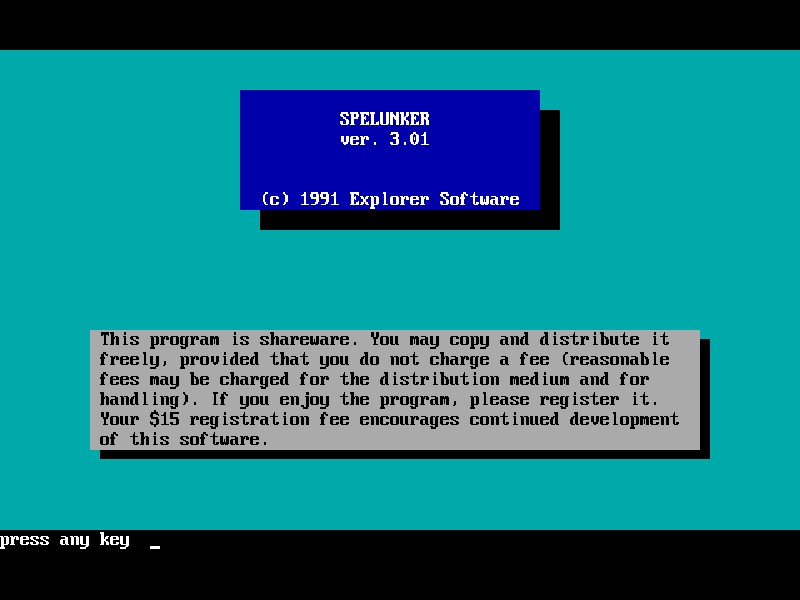 SPELUNKER
ver. 3.01
(c) 1991 Explorer Software
This program is shareware. You may copy and distribute it
freely, provided that you do not charge a fee (reasonable
fees may be charged for the distribution medium and for
handling). If you enjoy the program, please register it.
Your $15 registration fee encourages continued development
of this software.
press any key _